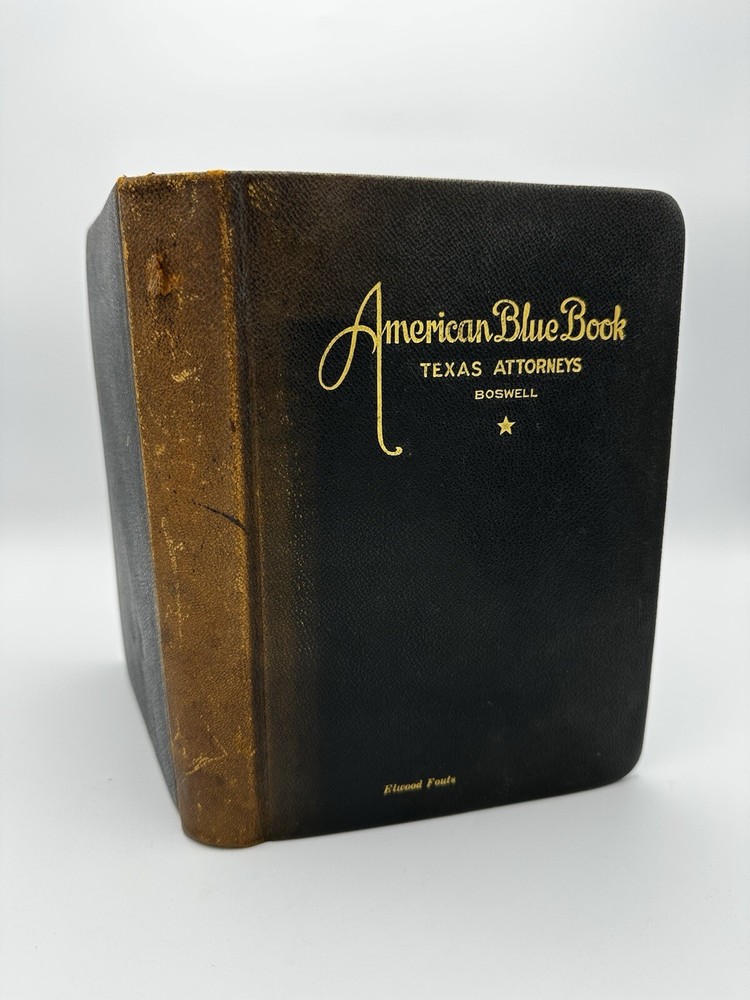 American Blue Book
TEXAS ATTORNEYS
BOSWELL
Elwood Fouts